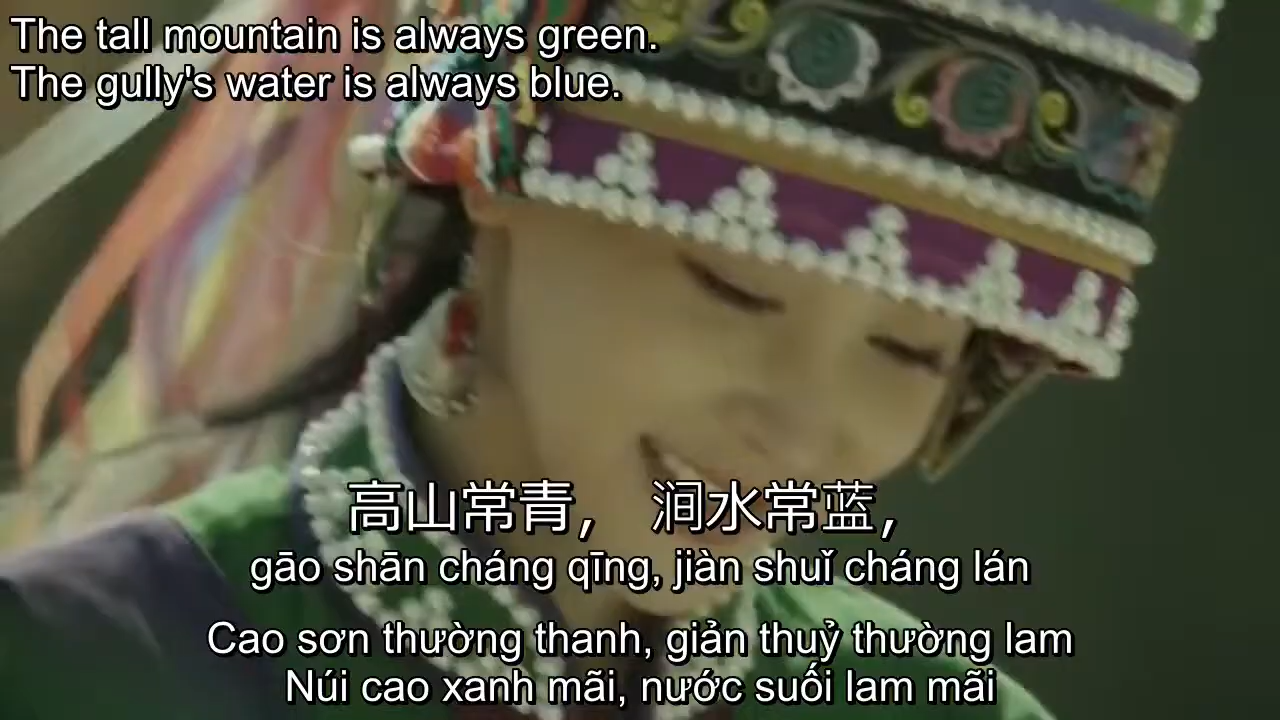 The tall mountain is always green.
The gully's water is always blue.
高山常青， 涧水常蓝，
gāo shān cháng qīng, jiàn shuǐ cháng lán
Cao sơn thường thanh, giản thuỷ thường lam
Núi cao xanh mãi, nước suối lam mãi